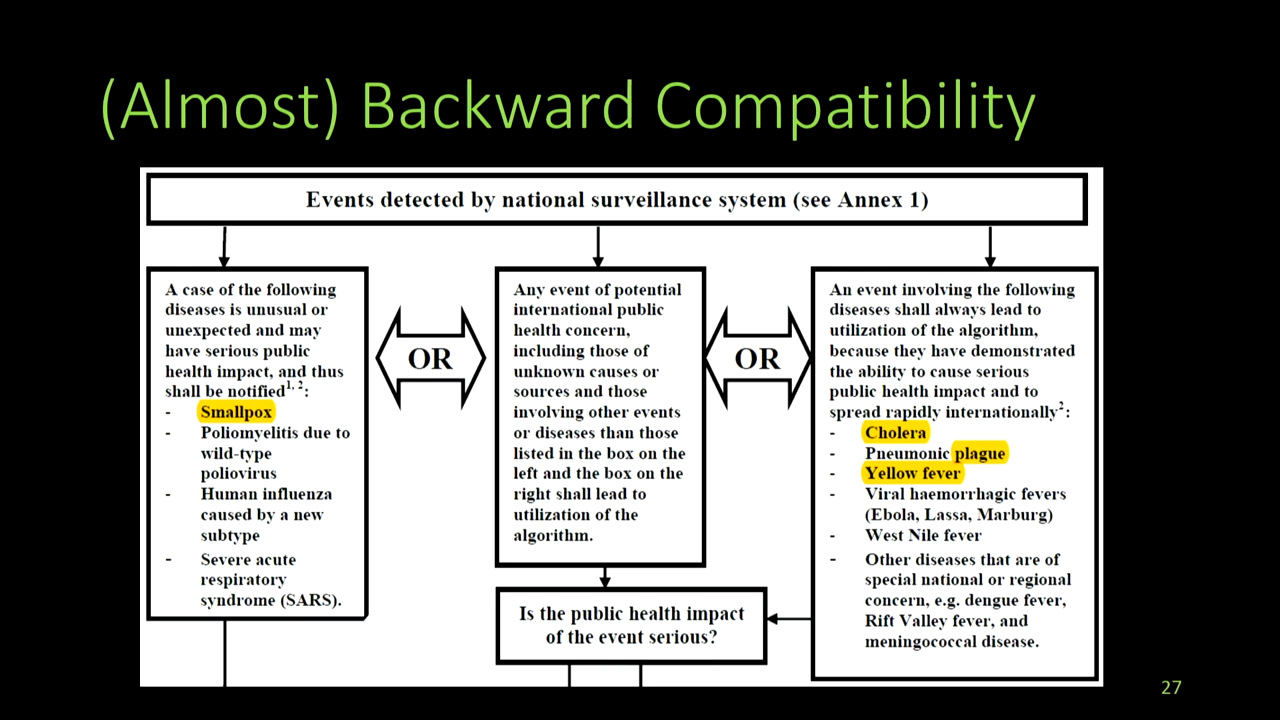 (Almost) Backward Compatibility
Events detected by national surveillance system (see Annex 1)
A case of the following
diseases is unusual or
unexpected and may
have serious public
health impact, and thus
shall be notified1, 2:
- Smallpox
- Poliomyelitis due to
wild-type
poliovirus
- Human influenza
caused by a new
subtype
- Severe acute
respiratory
syndrome (SARS).
OR
Any event of potential
international public
health concern,
including those of
unknown causes or
sources and those
involving other events
or diseases than those
listed in the box on the
left and the box on the
right shall lead to
utilization of the
algorithm.
OR
An event involving the following
diseases shall always lead to
utilization of the algorithm,
because they have demonstrated
the ability to cause serious
public health impact and to
spread rapidly internationally2:
- Cholera
- Pneumonic plague
- Yellow fever
- Viral haemorrhagic fevers
(Ebola, Lassa, Marburg)
- West Nile fever
- Other diseases that are of
special national or regional
concern, e.g. dengue fever,
Rift Valley fever, and
meningococcal disease.
Is the public health impact
of the event serious?
27